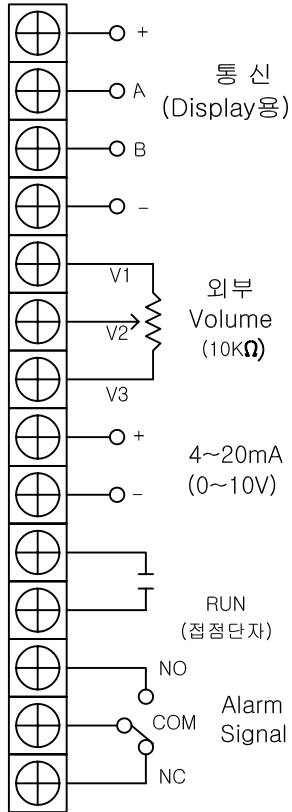 +
A
통 신
(Display용)
B
−
V1
V2
V3
외부
Volume
(10KΩ)
+
−
4~20mA
(0~10V)
RUN
(접점단자)
NO
COM
NC
Alarm
Signal